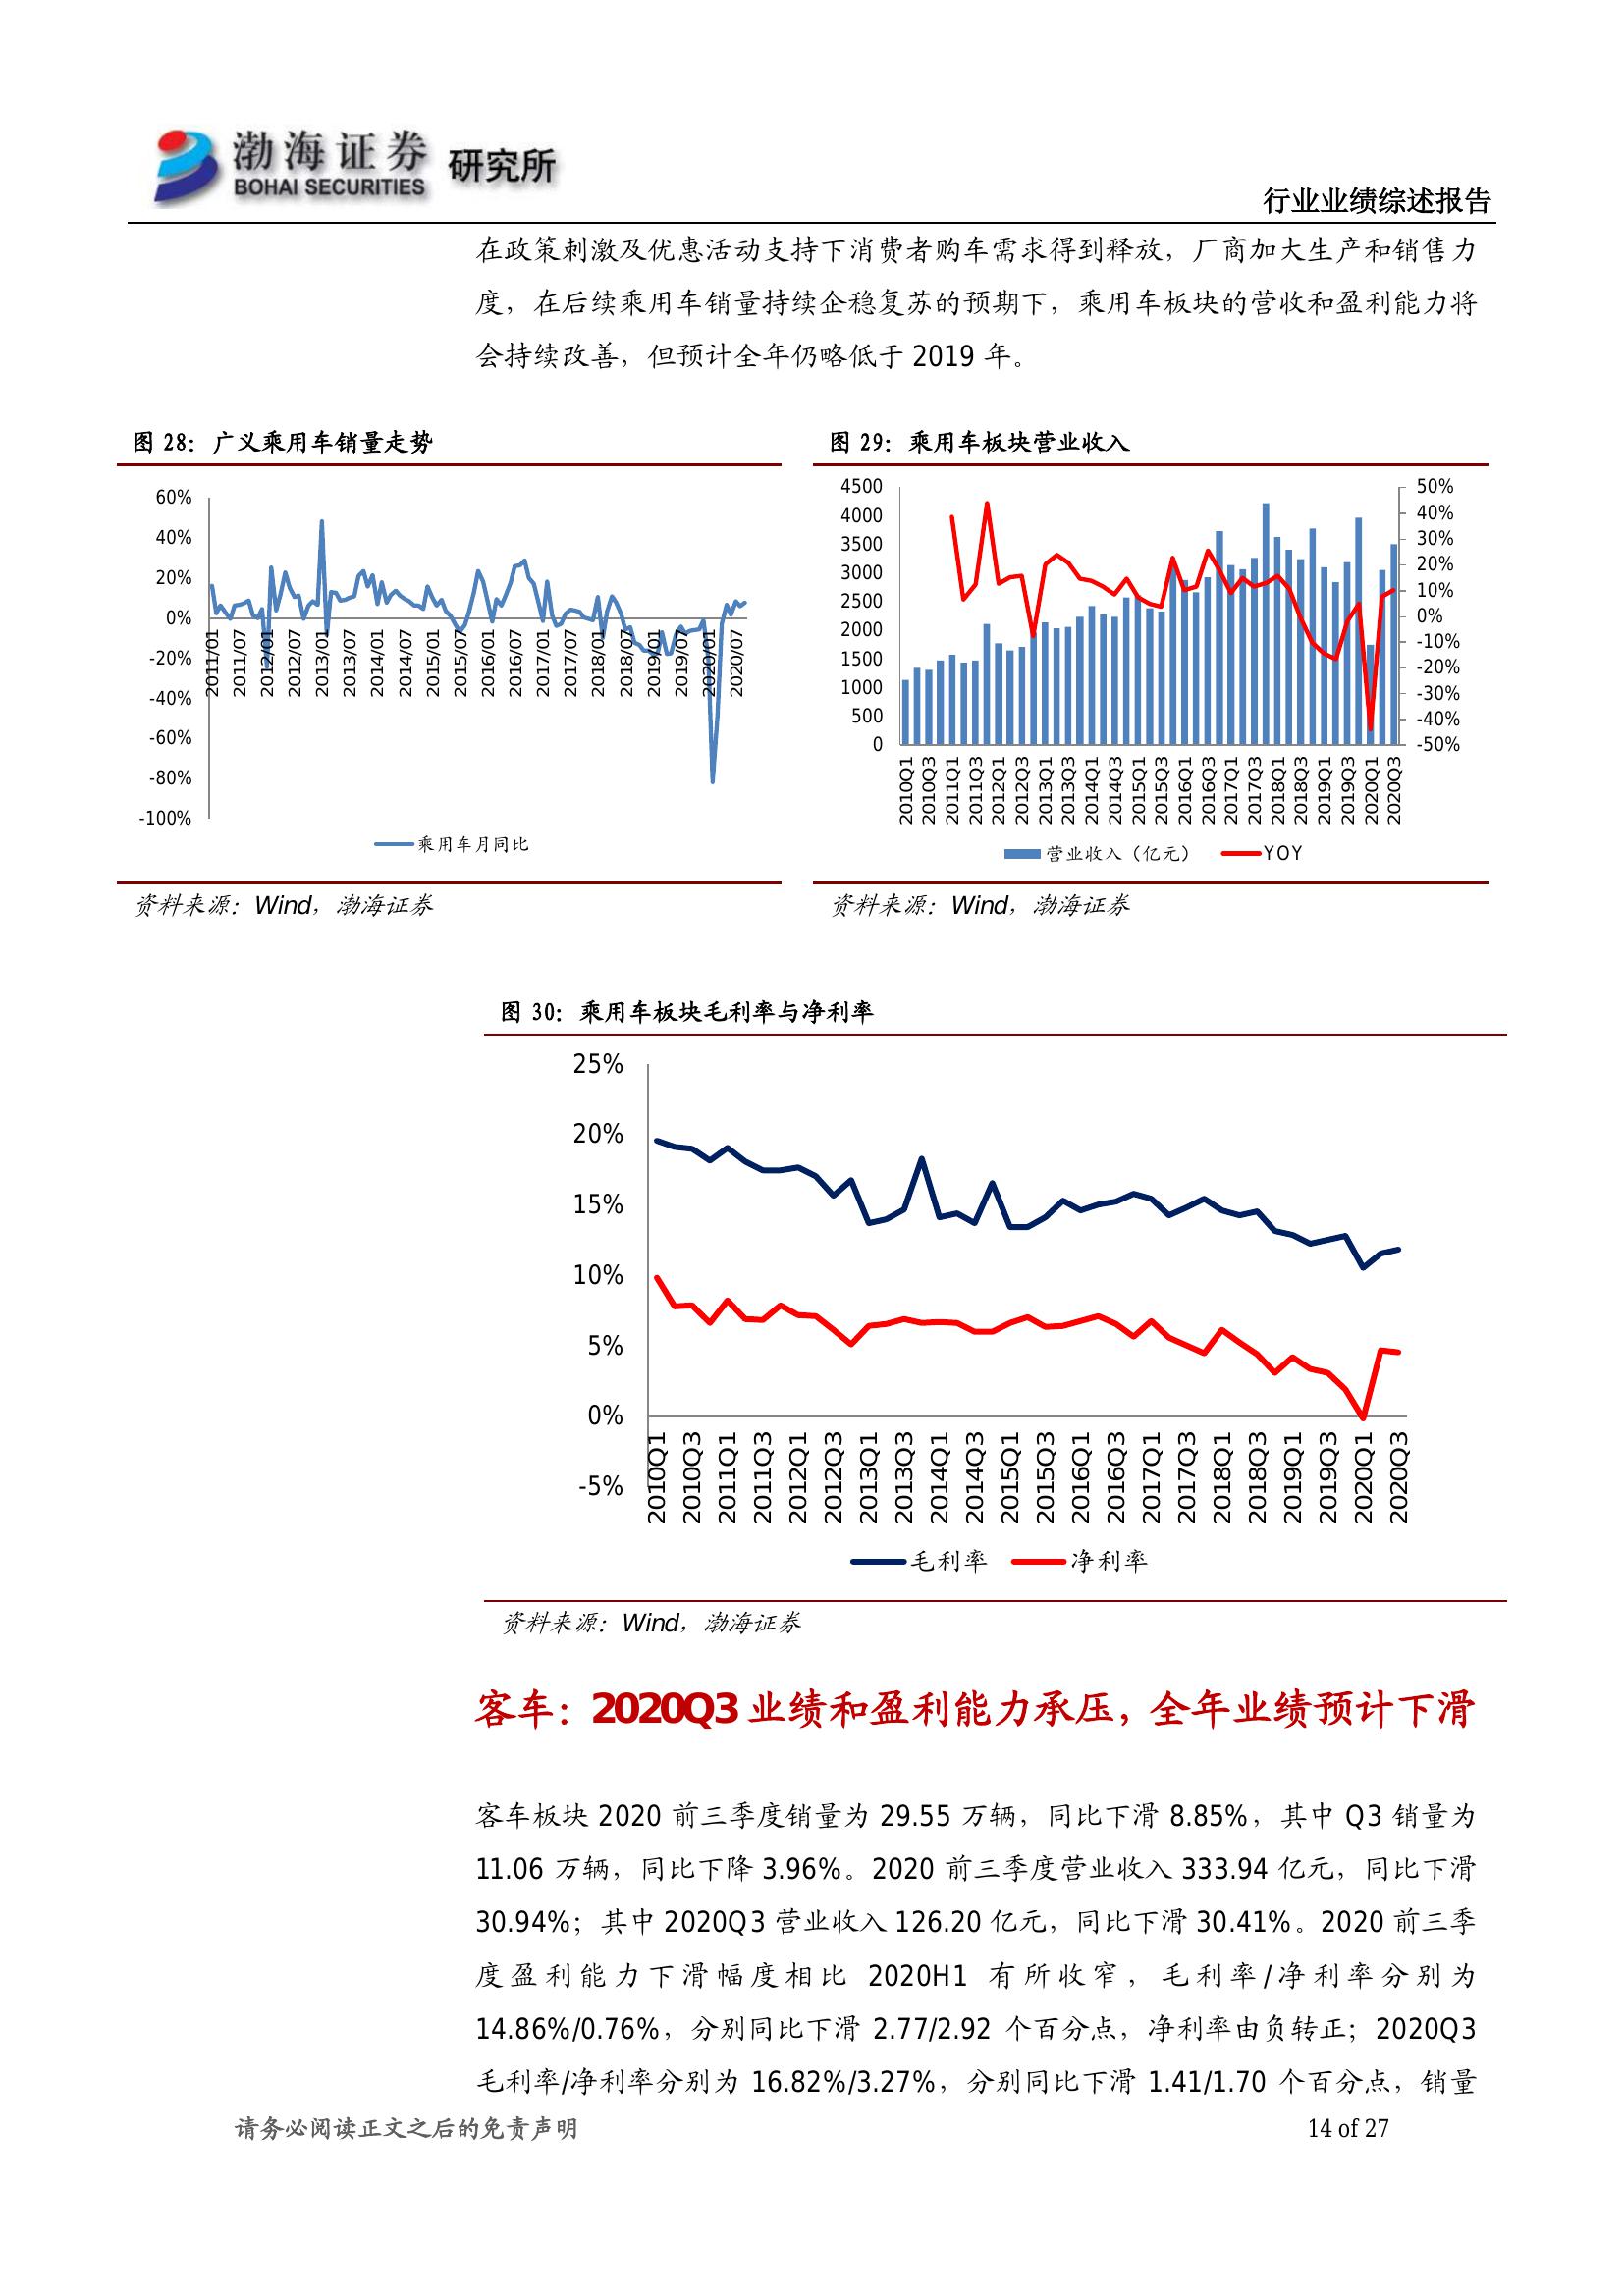 渤海证券 研究所
BOHAI SECURITIES
行业业绩综述报告
在政策刺激及优惠活动支持下消费者购车需求得到释放，厂商加大生产和销售力
度，在后续乘用车销量持续企稳复苏的预期下，乘用车板块的营收和盈利能力将
会持续改善，但预计全年仍略低于 2019 年。
图 28：广义乘用车销量走势
60%
40%
20%
0%
-20%
-40%
-60%
-80%
-100%
2011/01
2011/07
2012/01
2012/07
2013/01
2013/07
2014/01
2014/07
2015/01
2015/07
2016/01
2016/07
2017/01
2017/07
2018/01
2018/07
2019/01
2019/07
2020/01
2020/07
乘用车月同比
资料来源：Wind，渤海证券
图 29：乘用车板块营业收入
4500
4000
3500
3000
2500
2000
1500
1000
500
0
50%
40%
30%
20%
10%
0%
-10%
-20%
-30%
-40%
-50%
2010Q1
2010Q3
2011Q1
2011Q3
2012Q1
2012Q3
2013Q1
2013Q3
2014Q1
2014Q3
2015Q1
2015Q3
2016Q1
2016Q3
2017Q1
2017Q3
2018Q1
2018Q3
2019Q1
2019Q3
2020Q1
2020Q3
营业收入（亿元） YOY
资料来源：Wind，渤海证券
图 30：乘用车板块毛利率与净利率
25%
20%
15%
10%
5%
0%
-5%
2010Q1
2010Q3
2011Q1
2011Q3
2012Q1
2012Q3
2013Q1
2013Q3
2014Q1
2014Q3
2015Q1
2015Q3
2016Q1
2016Q3
2017Q1
2017Q3
2018Q1
2018Q3
2019Q1
2019Q3
2020Q1
2020Q3
毛利率 净利率
资料来源：Wind，渤海证券
客车：2020Q3 业绩和盈利能力承压，全年业绩预计下滑
客车板块 2020 前三季度销量为 29.55 万辆，同比下滑 8.85%，其中 Q3 销量为
11.06 万辆，同比下降 3.96%。2020 前三季度营业收入 333.94 亿元，同比下滑
30.94%；其中 2020Q3 营业收入 126.20 亿元，同比下滑 30.41%。2020 前三季
度盈利能力下滑幅度相比 2020H1 有所收窄，毛利率/净利率分别为
14.86%/0.76%，分别同比下滑 2.77/2.92 个百分点，净利率由负转正；2020Q3
毛利率/净利率分别为 16.82%/3.27%，分别同比下滑 1.41/1.70 个百分点，销量
请务必阅读正文之后的免责声明 14 of 27